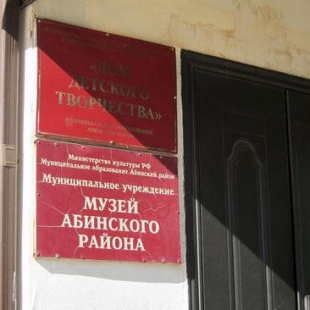 «ДОМ
ДЕТСКОГО
ТВОРЧЕСТВА»
Министерство культуры РФ
Муниципальное образование Абинский район
Муниципальное учреждение
МУЗЕЙ
АБИНСКОГО
РАЙОНА